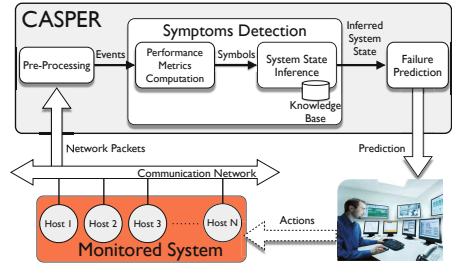 CASPER
Symptoms Detection
Inferred
System
State
Pre-Processing
Events
Performance
Metrics
Computation
Symbols
System State
Inference
Knowledge
Base
Failure
Prediction
Network Packets
Prediction
Communication Network
Host 1
Host 2
Host 3
........
Host N
Actions
Monitored System